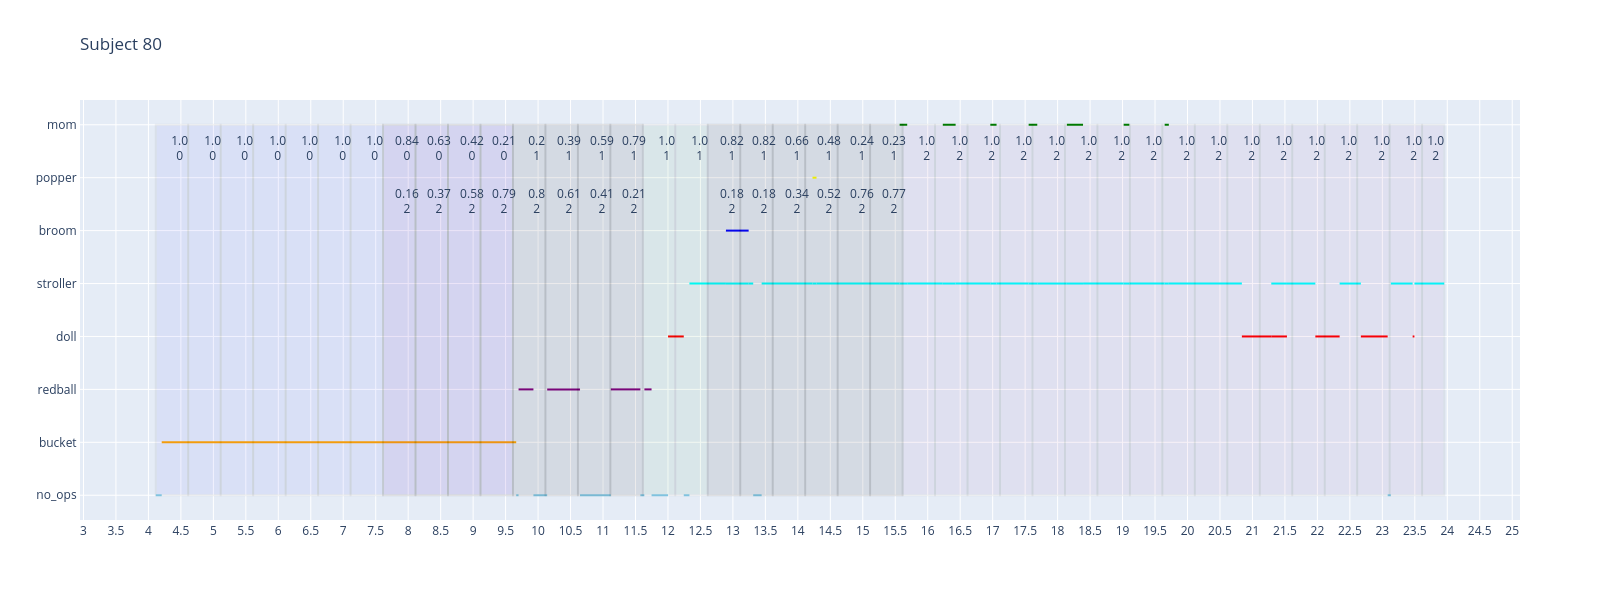 Subject 80
mom
1.0 1.0 1.0 1.0 1.0 1.0 1.0 0.84 0.63 0.42 0.21 0.2 0.39 0.59 0.79 1.0 1.0 0.82 0.82 0.66 0.48 0.24 0.23 1.0 1.0 1.0 1.0 1.0 1.0 1.0 1.0 1.0 1.0 1.0 1.0 1.0 1.0 1.0 1.0 1.0
0 0 0 0 0 0 0 0 0 0 0 1 1 1 1 1 1 1 1 1 1 1 1 2 2 2 2 2 2 2 2 2 2 2 2 2 2 2 2 2
popper
0.16 0.37 0.58 0.79 0.8 0.61 0.41 0.21 0.18 0.18 0.34 0.52 0.76 0.77
2 2 2 2 2 2 2 2 2 2 2 2 2 2
broom
stroller
doll
redball
bucket
no_ops
3 3.5 4 4.5 5 5.5 6 6.5 7 7.5 8 8.5 9 9.5 10 10.5 11 11.5 12 12.5 13 13.5 14 14.5 15 15.5 16 16.5 17 17.5 18 18.5 19 19.5 20 20.5 21 21.5 22 22.5 23 23.5 24 24.5 25